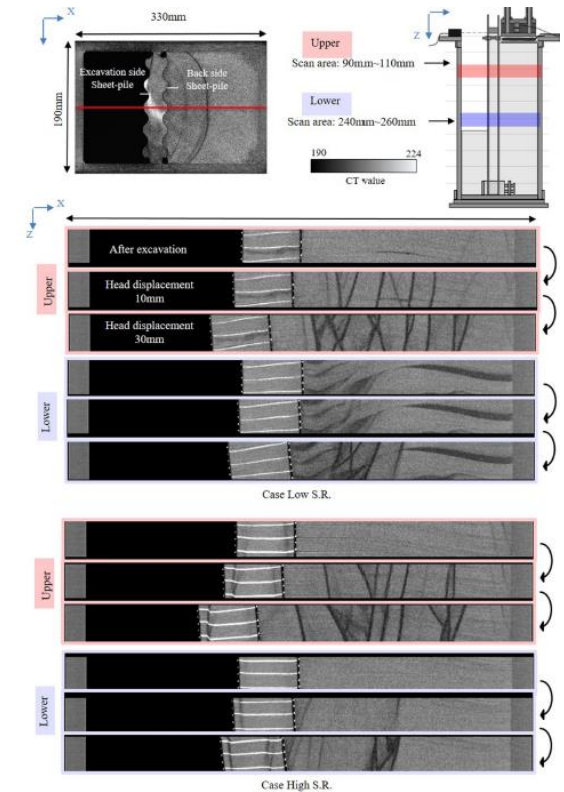 X
330mm
Z
190mm
Excavation side
Sheet-pile
Back side
Sheet-pile
Upper
Scan area: 90mm~110mm
Lower
Scan area: 240mm~260mm
190
224
CT value
X
Z
Upper
After excavation
Head displacement
10mm
Head displacement
30mm
Lower
Case Low S.R.
Upper
Lower
Case High S.R.